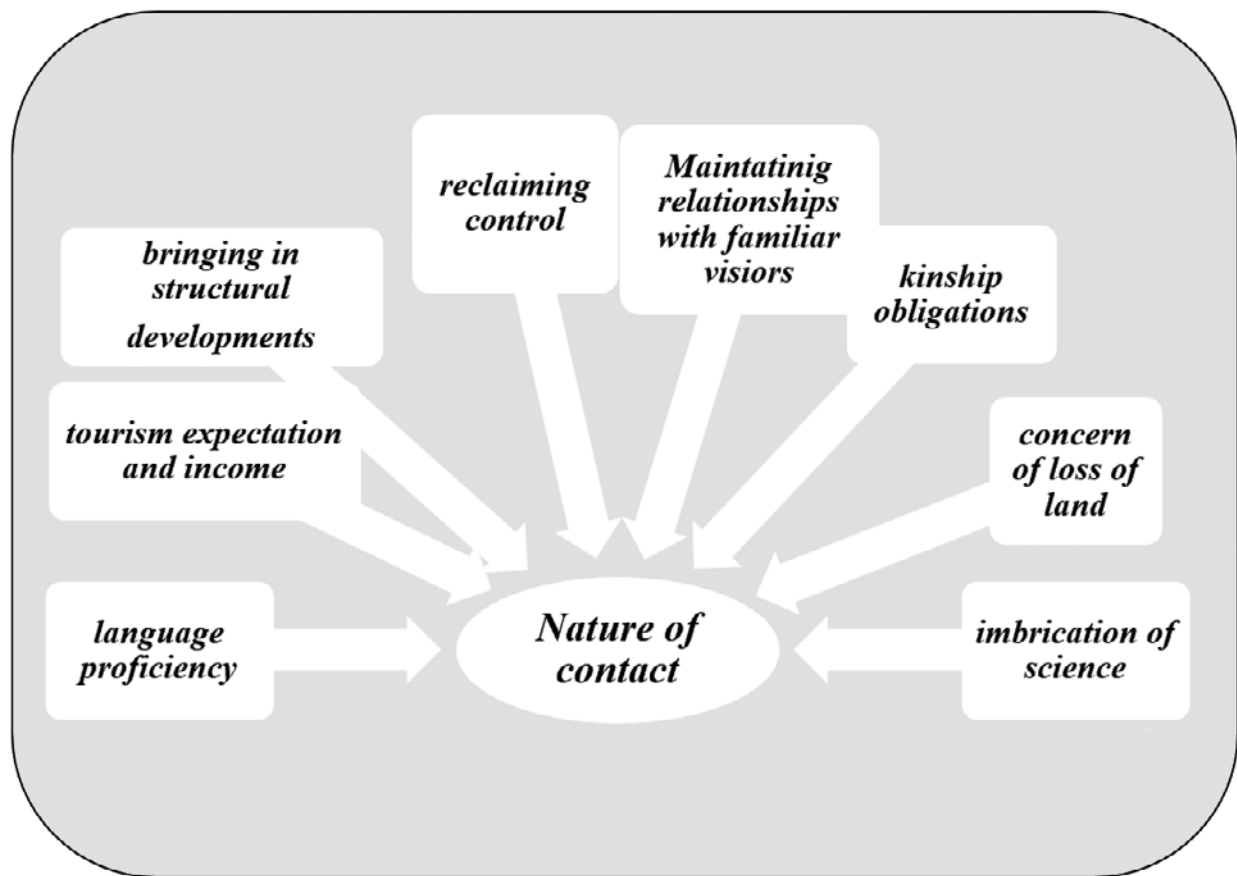 reclaiming
control
Maintatinig
relationships
with familiar
visiors
bringing in
structural
developments
kinship
obligations
tourism expectation
and income
concern
of loss of
land
language
proficiency
Nature of
contact
imbrication of
science